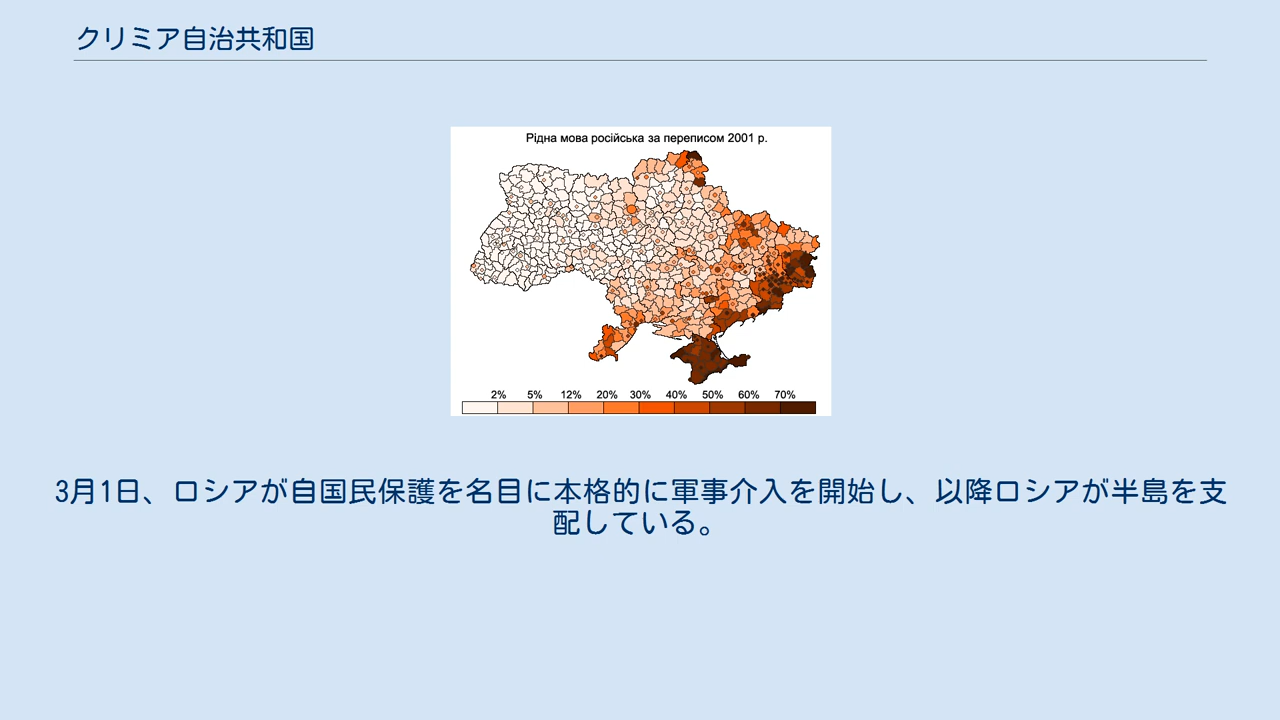 クリミア自治共和国
Рідна мова російська за переписом 2001 р.
2% 5% 12% 20% 30% 40% 50% 60% 70%
3月1日、ロシアが自国民保護を名目に本格的に軍事介入を開始し、以降ロシアが半島を支
配している。